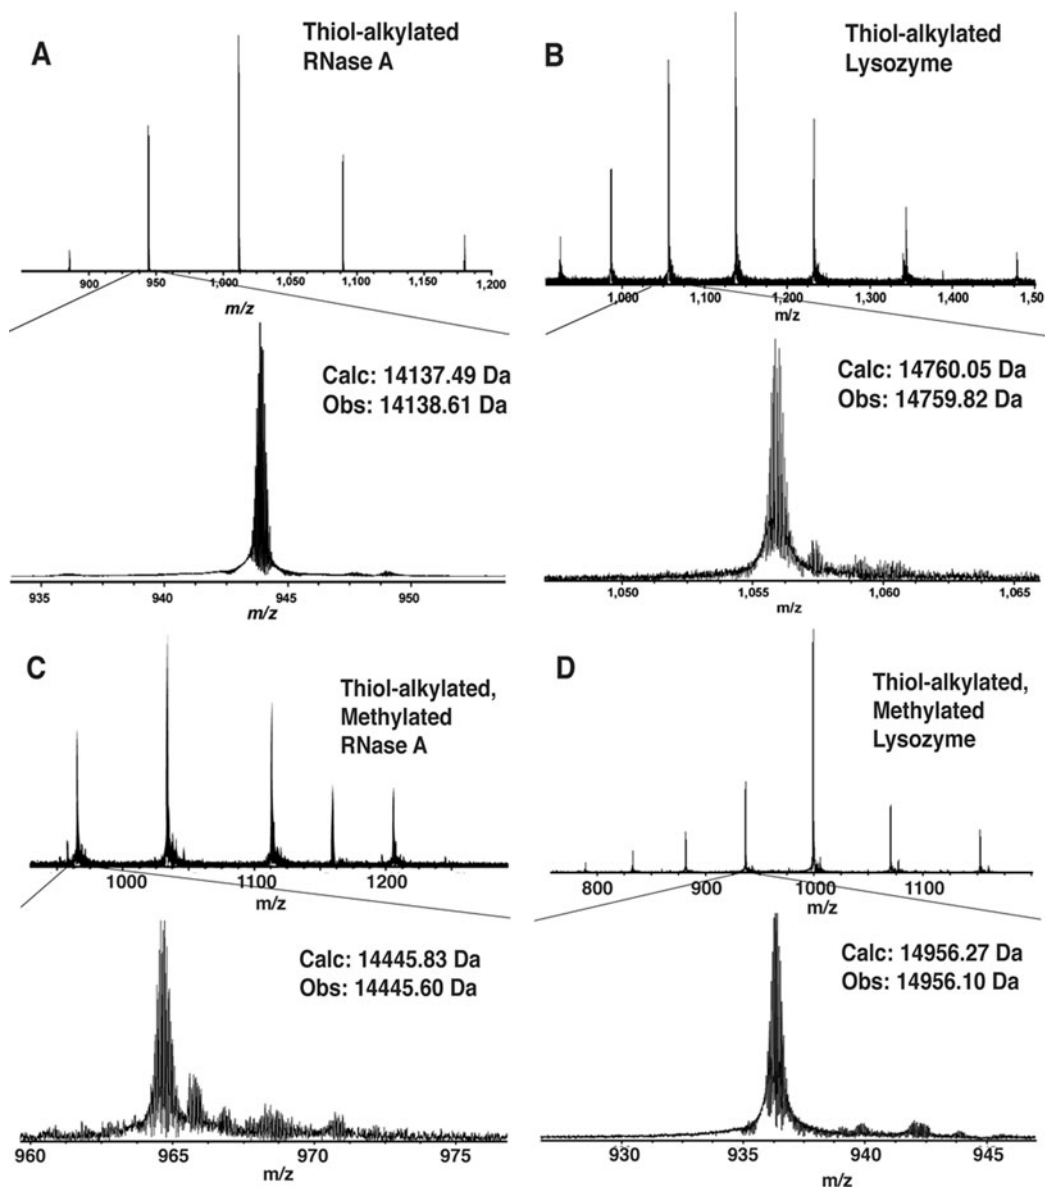 A
Thiol-alkylated
RNase A
900 950 1,000 1,050 1,100 1,150 1,200
m/z
Calc: 14137.49 Da
Obs: 14138.61 Da
935 940 945 950
m/z
B
Thiol-alkylated
Lysozyme
1,000 1,100 1,200 1,300 1,400 1,50
m/z
Calc: 14760.05 Da
Obs: 14759.82 Da
1,050 1,055 1,060 1,065
m/z
C
Thiol-alkylated,
Methylated
RNase A
1000 1100 1200
m/z
Calc: 14445.83 Da
Obs: 14445.60 Da
960 965 970 975
m/z
D
Thiol-alkylated,
Methylated
Lysozyme
800 900 1000 1100
m/z
Calc: 14956.27 Da
Obs: 14956.10 Da
930 935 940 945
m/z